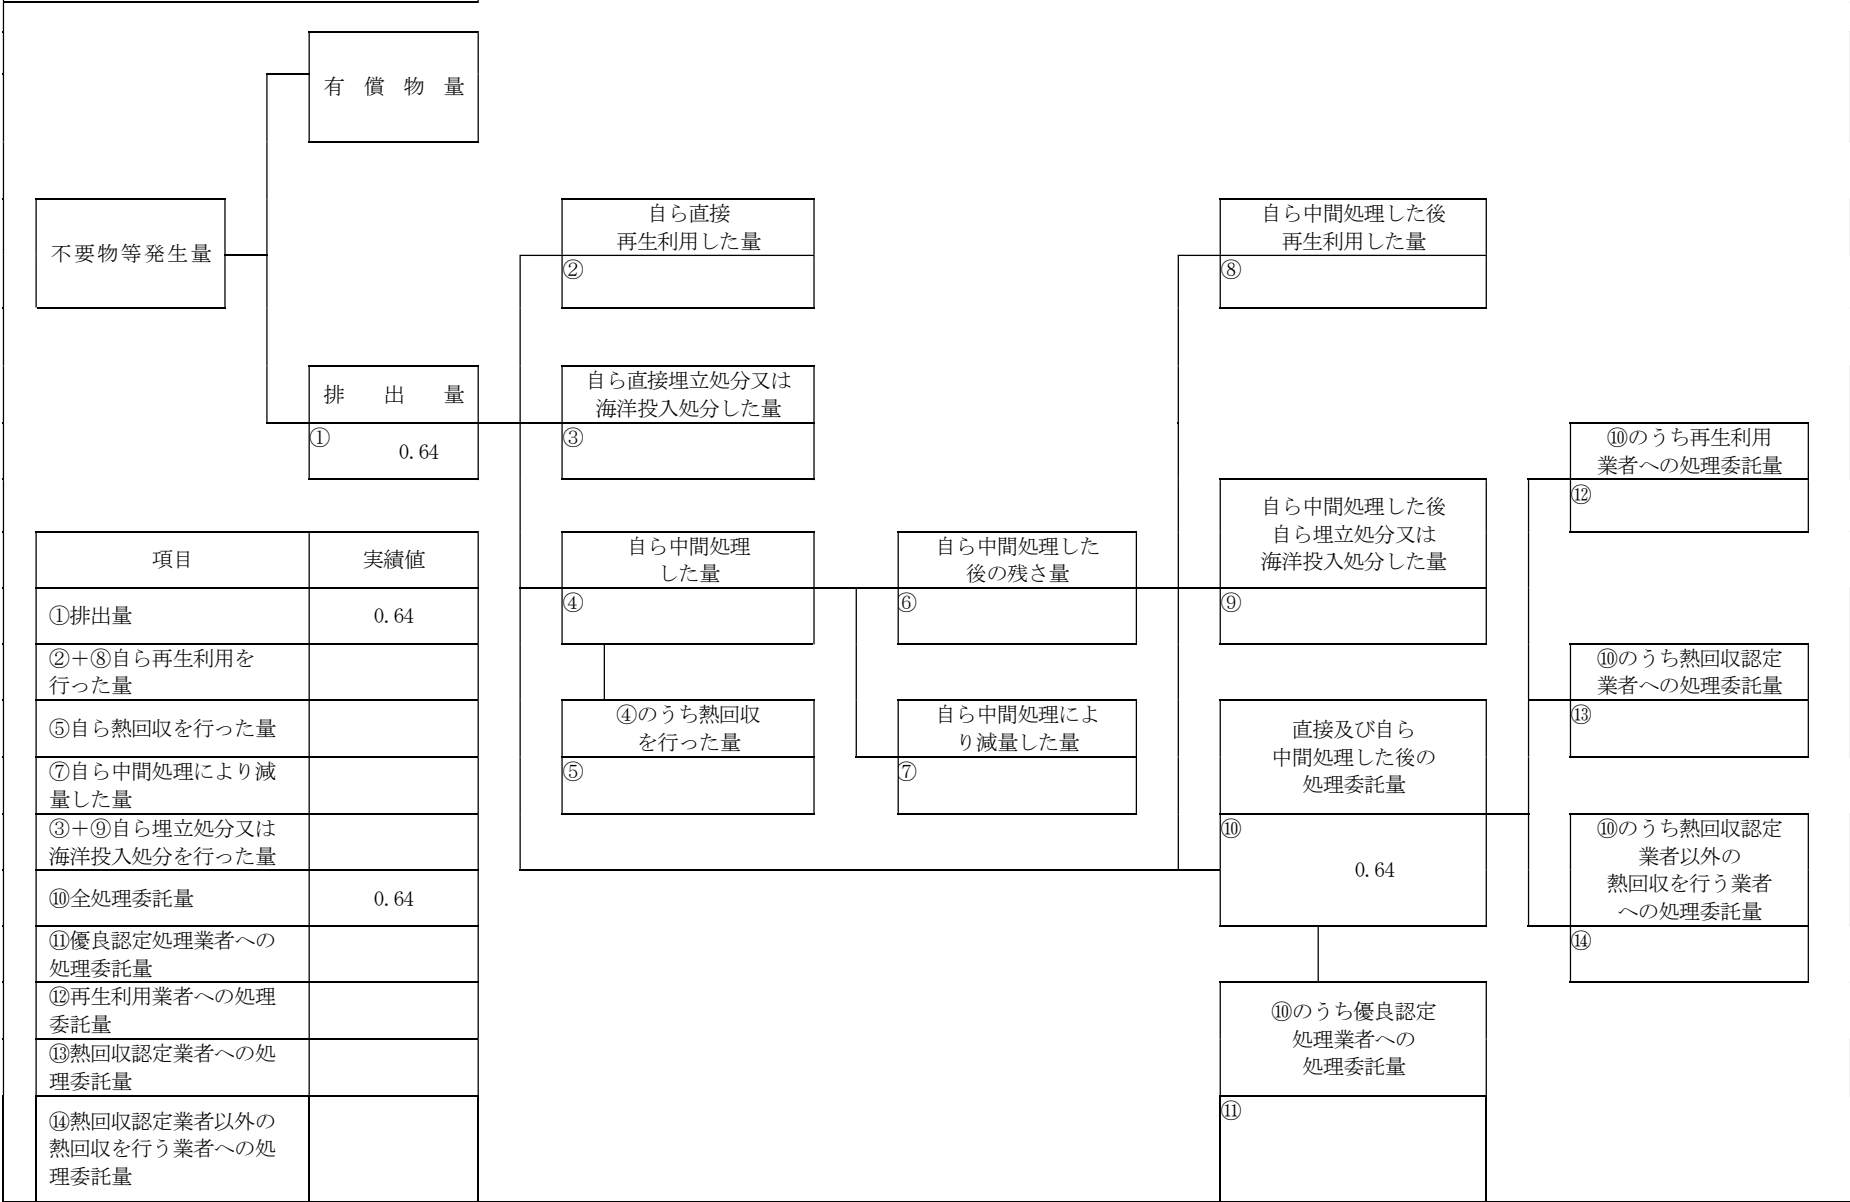 有 償 物 量
不要物等発生量
自ら直接
再生利用した量
②
自ら中間処理した後
再生利用した量
⑧
排 出 量
①
0.64
自ら直接埋立処分又は
海洋投入処分した量
③
⑩のうち再生利用
業者への処理委託量
⑫
自ら中間処理
した量
④
自ら中間処理した
後の残さ量
⑥
自ら中間処理した後
自ら埋立処分又は
海洋投入処分した量
⑨
④のうち熱回収
を行った量
⑤
自ら中間処理によ
り減量した量
⑦
直接及び自ら
中間処理した後の
処理委託量
⑩
0.64
⑩のうち熱回収認定
業者への処理委託量
⑬
⑩のうち熱回収認定
業者以外の
熱回収を行う業者
への処理委託量
⑭
⑩のうち優良認定
処理業者への
処理委託量
⑪
項目 実績値
①排出量 0.64
②+⑧自ら再生利用を
行った量
⑤自ら熱回収を行った量
⑦自ら中間処理により減
量した量
③+⑨自ら埋立処分又は
海洋投入処分を行った量
⑩全処理委託量 0.64
⑪優良認定処理業者への
処理委託量
⑫再生利用業者への処理
委託量
⑬熱回収認定業者への処
理委託量
⑭熱回収認定業者以外の
熱回収を行う業者への処
理委託量